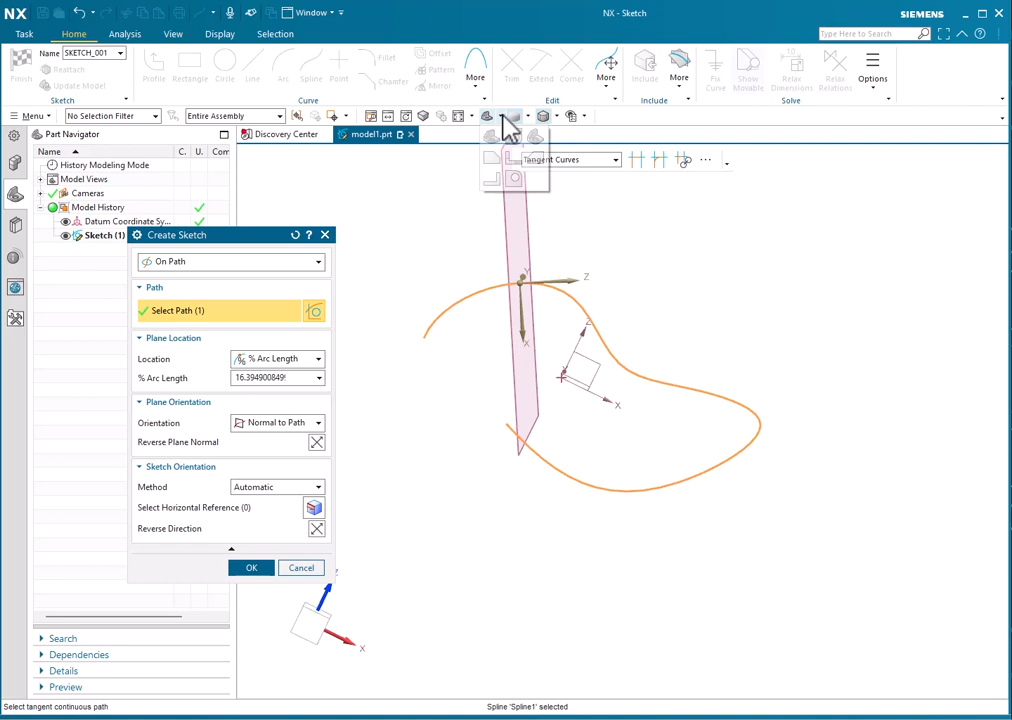 NX
Window
NX - Sketch
SIEMENS
Task
Home
Assembly
View
Display
Selection
Type Here to Search
Finish
Name SKETCH_001
Reattach
Update Menu
Profile
Rectangle
Circle
Line
Arc
Spline
Point
Fillet
Chamfer
Offset
Pattern
Mirror
More
Trim
Extend
Corner
More
Include
More
Fix
Curve
Show
Movable
Relax
Dimensions
Relax
Relations
Options
Sketch
Curve
Edit
Include
Solve
Menu
No Selection Filter
Entire Assembly
Part Navigator
Discovery Center
model1.prt
Tangent Curves
Name
C.
U.
Com
History Modeling Mode
Model Views
Cameras
Model History
Datum Coordinate Sy...
Sketch (1)
Create Sketch
On Path
Path
Select Path (1)
Plane Location
Location
% Arc Length
% Arc Length
16.3949008495
Plane Orientation
Orientation
Normal to Path
Reverse Plane Normal
Sketch Orientation
Method
Automatic
Select Horizontal Reference (0)
Reverse Direction
OK
Cancel
Y
Z
X
Z
Y
X
Z
X
Search
Dependencies
Details
Preview
Select tangent continuous path
Spline 'Spline1' selected